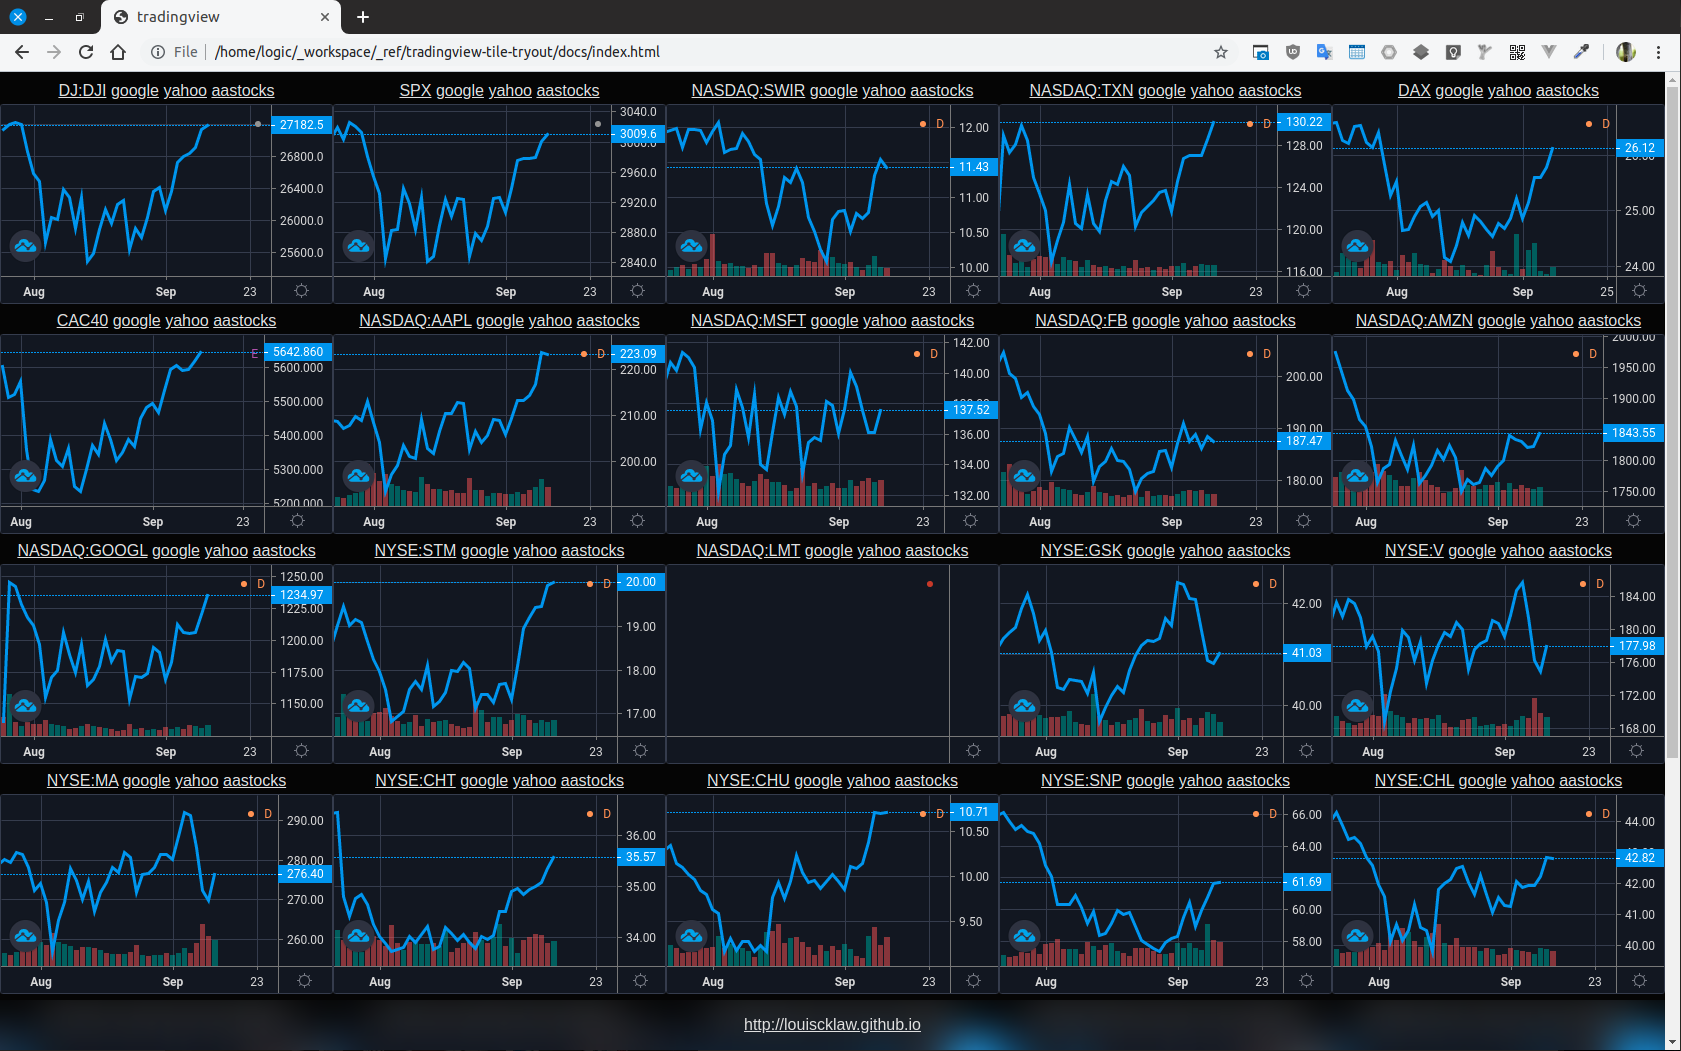 tradingview
File /home/logic/_workspace/_ref/tradingview-tile-tryout/docs/index.html
DJ:DJI google yahoo aastocks
27182.5
26800.0
26400.0
26000.0
25600.0
Aug Sep 23
SPX google yahoo aastocks
3040.0
3009.6
3000.0
2960.0
2920.0
2880.0
2840.0
Aug Sep 23
NASDAQ:SWIR google yahoo aastocks
D
12.00
11.43
11.00
10.50
10.00
Aug Sep 23
NASDAQ:TXN google yahoo aastocks
D
130.22
128.00
124.00
120.00
116.00
Aug Sep 23
DAX google yahoo aastocks
D
26.12
26.00
25.00
24.00
Aug Sep 25
CAC40 google yahoo aastocks
E
5642.860
5600.000
5500.000
5400.000
5300.000
5200.000
Aug Sep 23
NASDAQ:AAPL google yahoo aastocks
D
223.09
220.00
210.00
200.00
Aug Sep 23
NASDAQ:MSFT google yahoo aastocks
D
142.00
140.00
138.00
137.52
136.00
134.00
132.00
Aug Sep 23
NASDAQ:FB google yahoo aastocks
D
200.00
190.00
187.47
180.00
Aug Sep 23
NASDAQ:AMZN google yahoo aastocks
D
2000.00
1950.00
1900.00
1843.55
1800.00
1750.00
Aug Sep 23
NASDAQ:GOOGL google yahoo aastocks
D
1250.00
1234.97
1225.00
1200.00
1175.00
1150.00
Aug Sep 23
NYSE:STM google yahoo aastocks
D
20.00
19.00
18.00
17.00
Aug Sep 23
NASDAQ:LMT google yahoo aastocks
NYSE:GSK google yahoo aastocks
D
42.00
41.03
40.00
Aug Sep 23
NYSE:V google yahoo aastocks
D
184.00
180.00
177.98
176.00
172.00
168.00
Aug Sep 23
NYSE:MA google yahoo aastocks
D
290.00
280.00
276.40
270.00
260.00
Aug Sep 23
NYSE:CHT google yahoo aastocks
D
36.00
35.57
35.00
34.00
Aug Sep 23
NYSE:CHU google yahoo aastocks
D
10.71
10.50
10.00
9.50
Aug Sep 23
NYSE:SNP google yahoo aastocks
D
66.00
64.00
61.69
60.00
58.00
Aug Sep 23
NYSE:CHL google yahoo aastocks
D
44.00
42.82
42.00
41.00
40.00
Aug Sep 23
http://louiscklaw.github.io